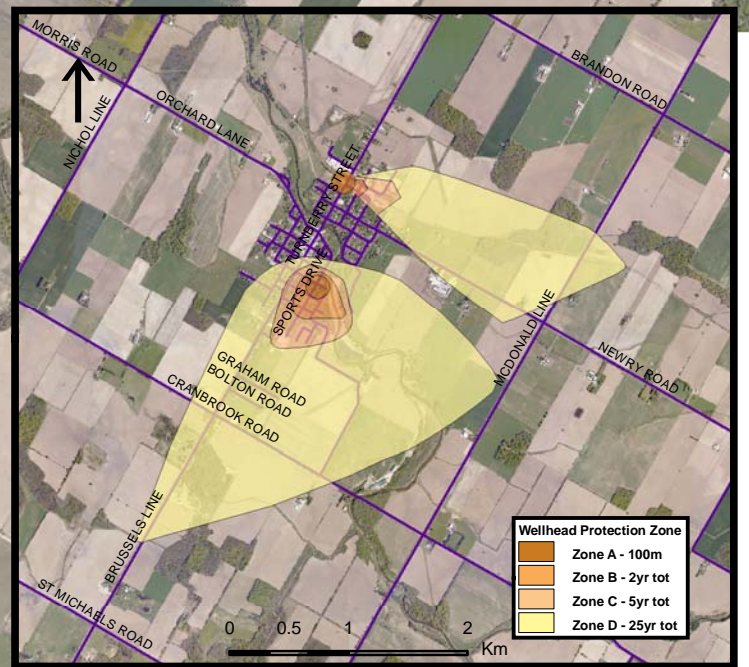 MORRIS ROAD
NICHOL LINE
ORCHARD LANE
BRANDON ROAD
TURNBERRY STREET
SPORTS DRIVE
MCDONALD LINE
NEWRY ROAD
GRAHAM ROAD
BOLTON ROAD
CRANBROOK ROAD
BRUSSELS LINE
ST MICHAELS ROAD
0 0.5 1 2
Km
Wellhead Protection Zone
Zone A - 100m
Zone B - 2yr tot
Zone C - 5yr tot
Zone D - 25yr tot